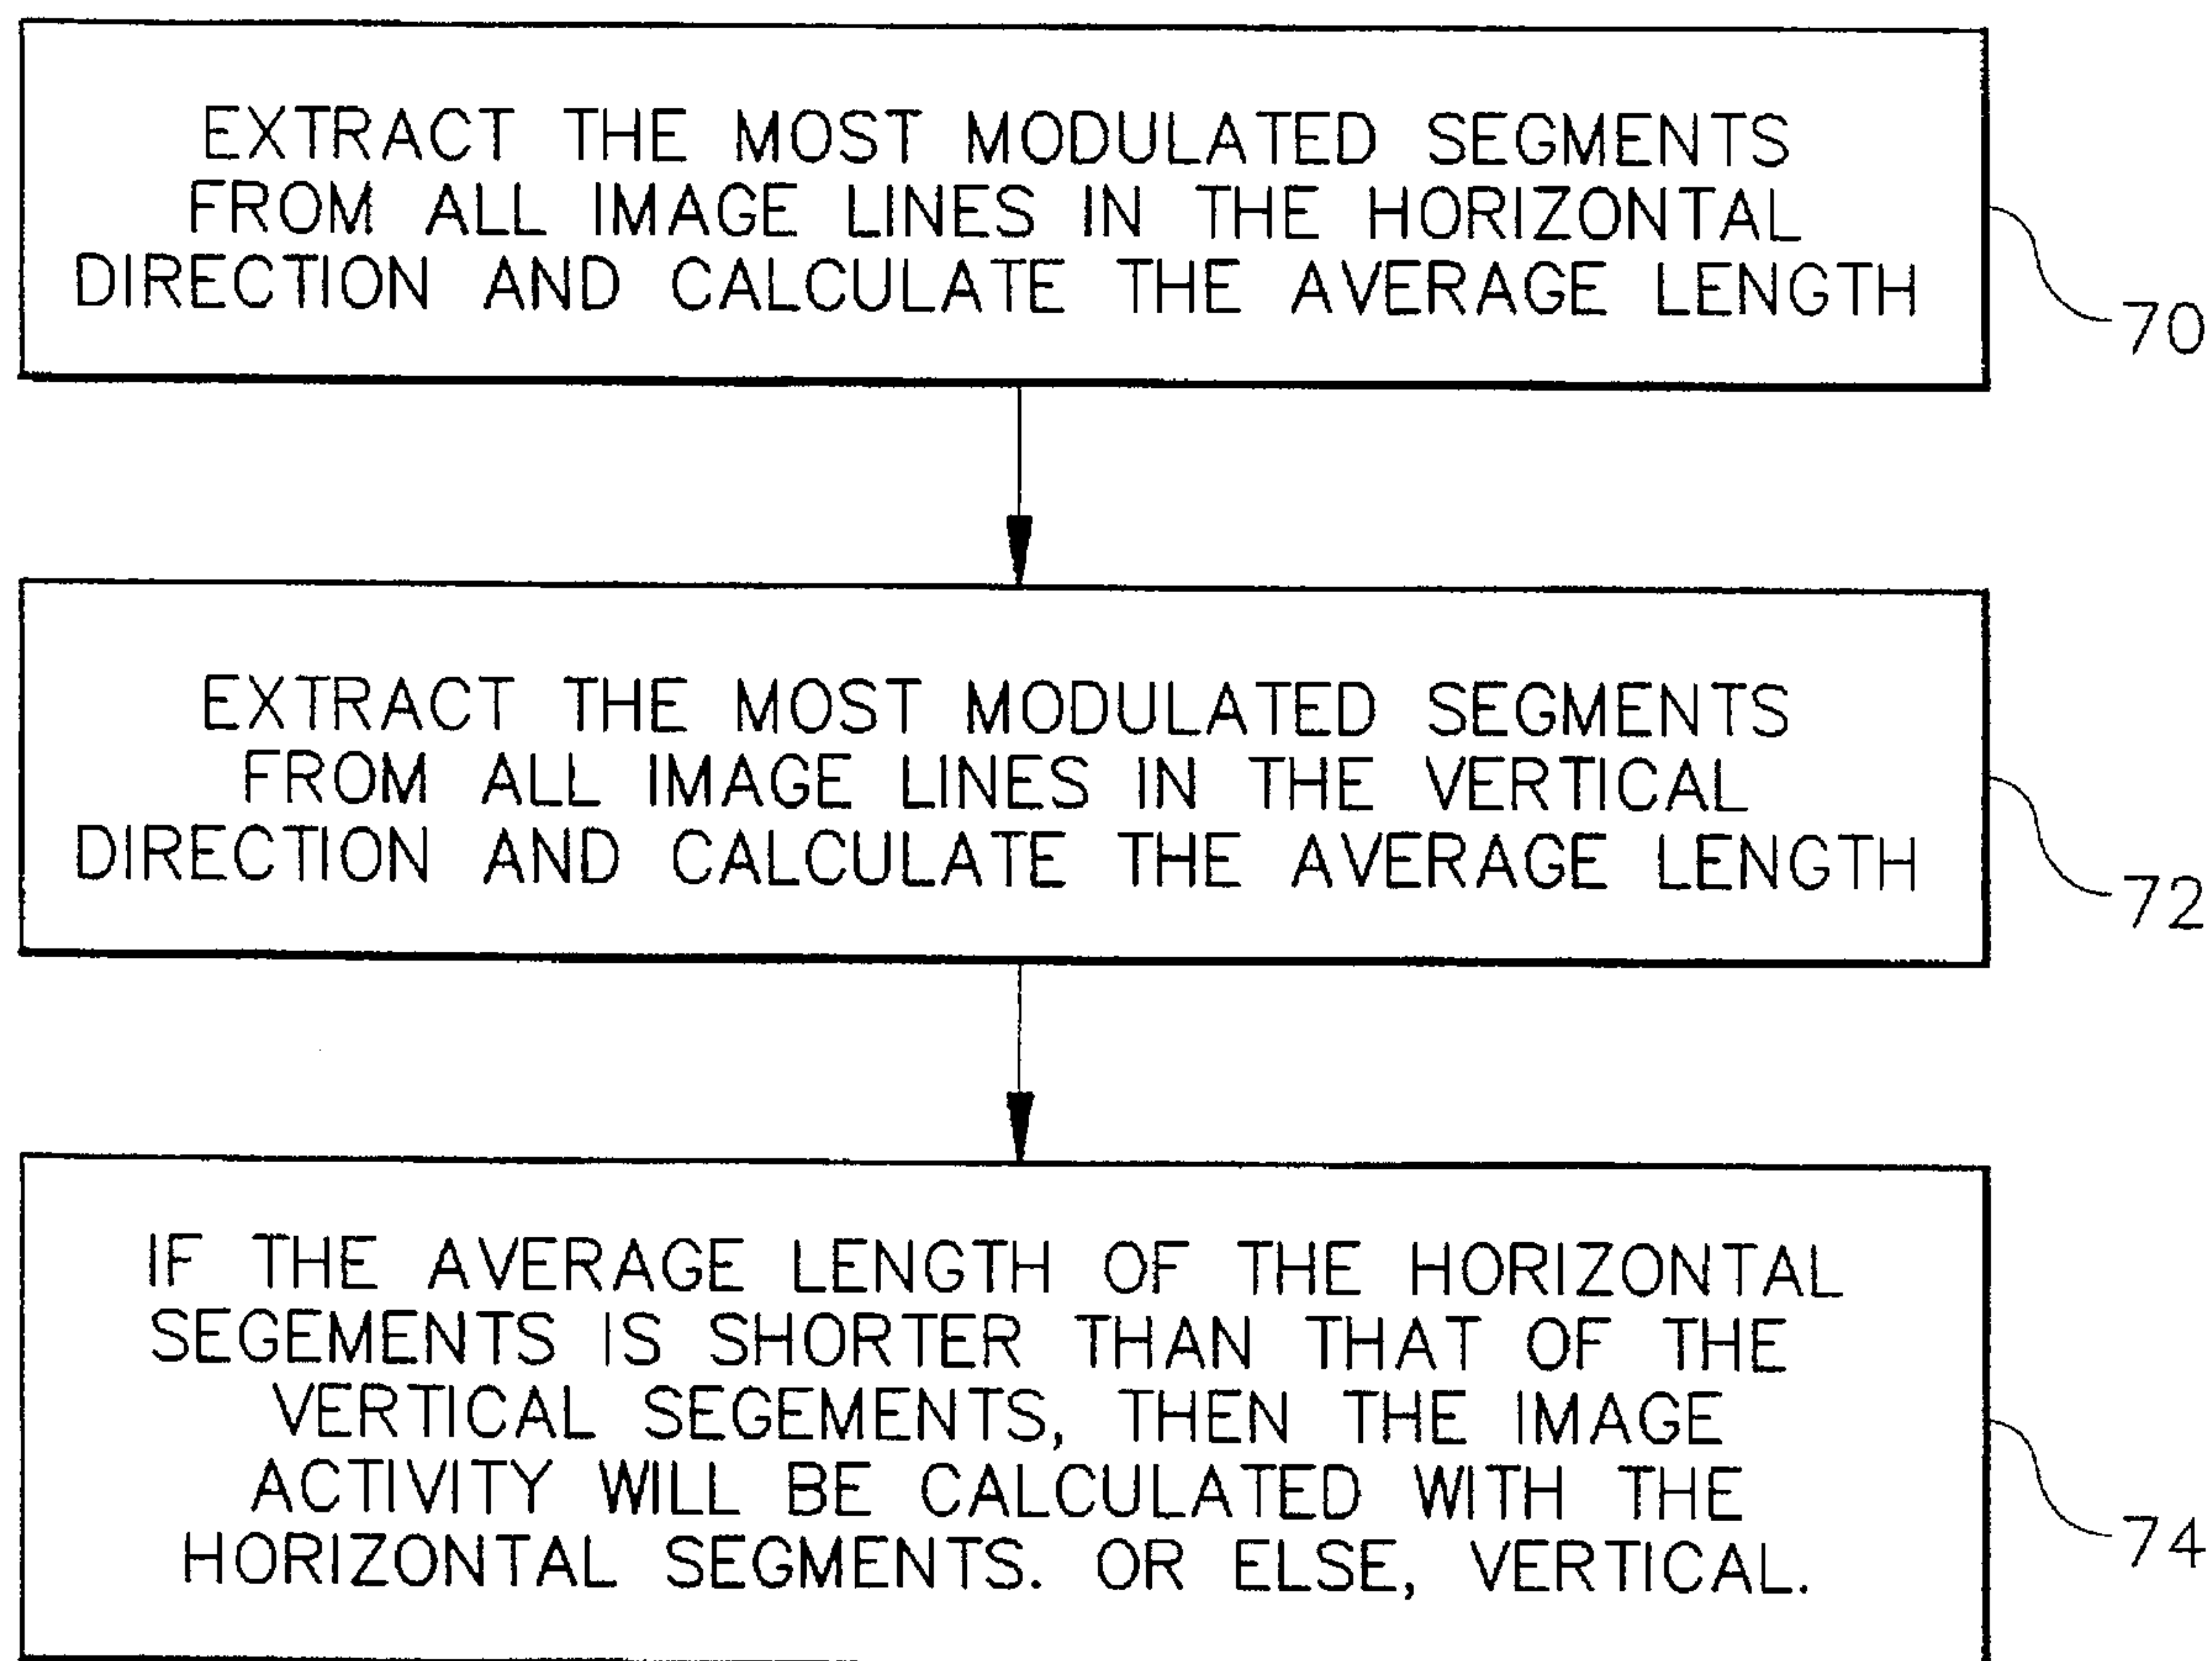 EXTRACT THE MOST MODULATED SEGMENTS
FROM ALL IMAGE LINES IN THE HORIZONTAL
DIRECTION AND CALCULATE THE AVERAGE LENGTH
70
EXTRACT THE MOST MODULATED SEGMENTS
FROM ALL IMAGE LINES IN THE VERTICAL
DIRECTION AND CALCULATE THE AVERAGE LENGTH
72
IF THE AVERAGE LENGTH OF THE HORIZONTAL
SEGEMENTS IS SHORTER THAN THAT OF THE
VERTICAL SEGEMENTS, THEN THE IMAGE
ACTIVITY WILL BE CALCULATED WITH THE
HORIZONTAL SEGMENTS. OR ELSE, VERTICAL.
74